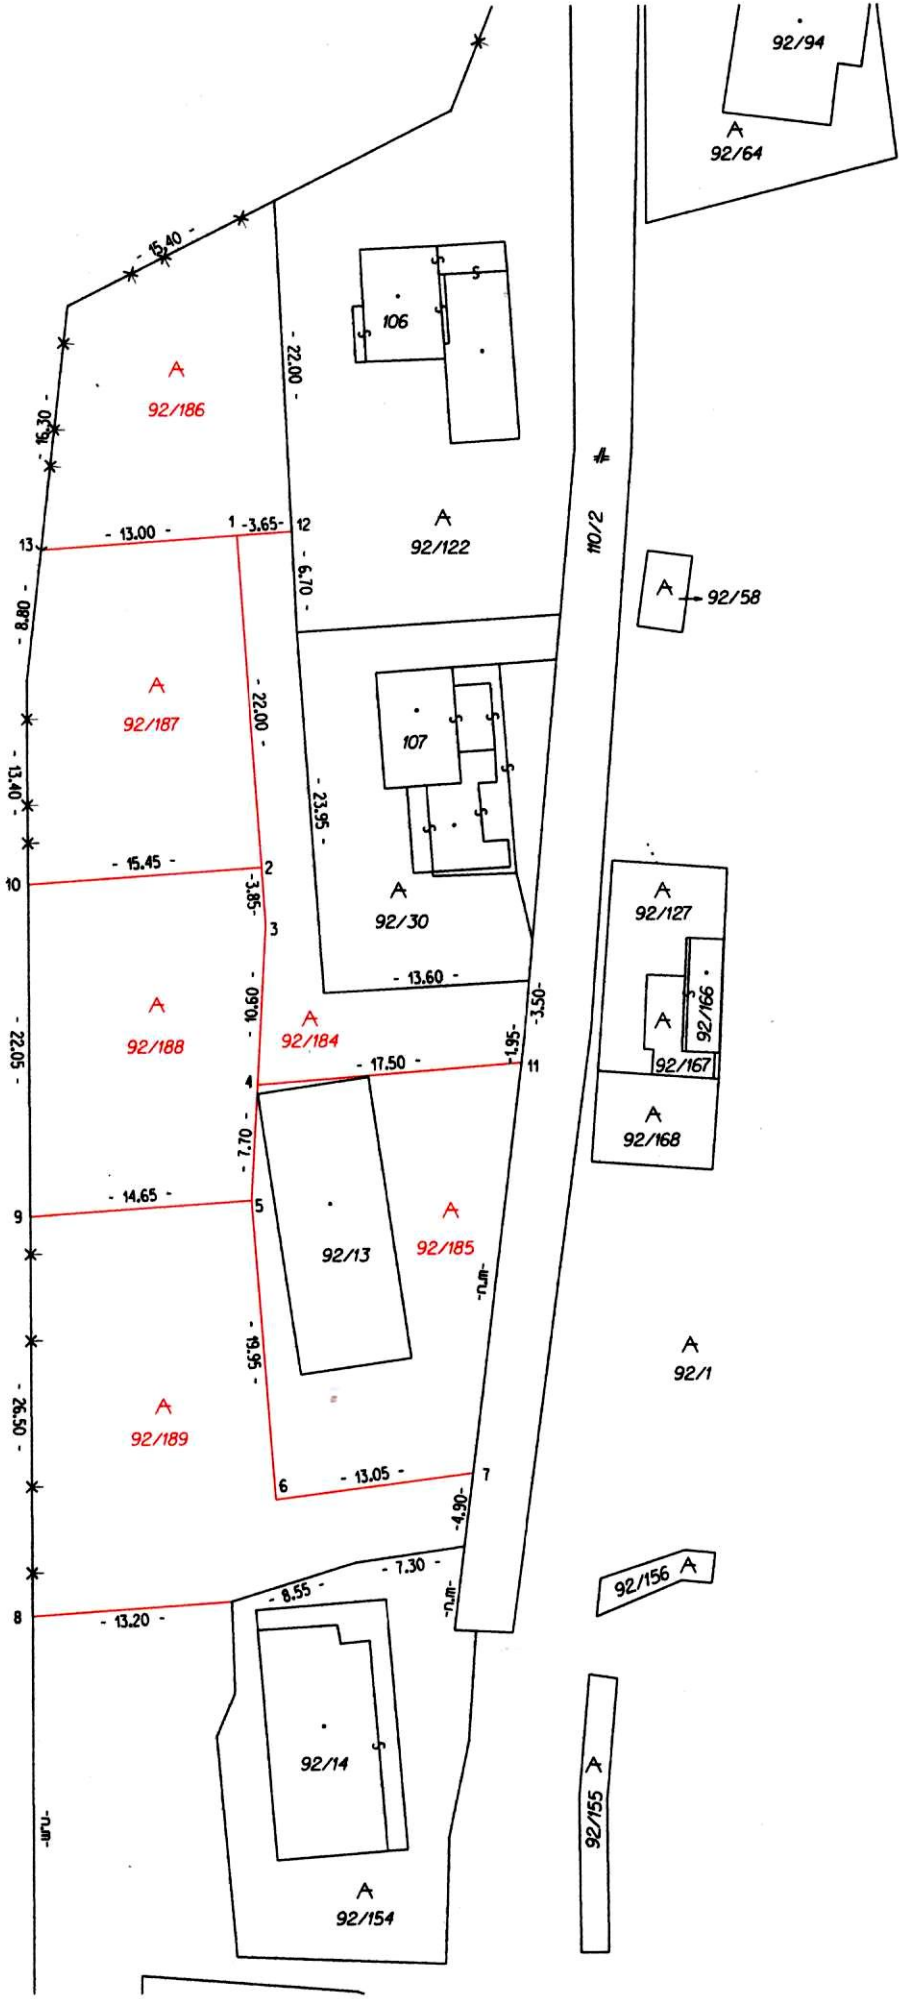 92/94
92/64
- 15.40 -
106
- 22.00 -
92/186
- 16.30 -
92/122
110/2
13
- 13.00 -
1
-3.65-
12
- 6.70 -
92/58
- 8.80 -
92/187
- 22.00 -
107
- 13.40 -
- 23.95 -
10
- 15.45 -
2
-3.85-
3
92/30
92/127
- 13.60 -
-3.50-
92/166
92/188
- 10.90 -
92/184
-1.95-
- 22.05 -
92/167
4
- 17.50 -
11
- 7.70 -
92/168
- 14.65 -
9
5
92/13
92/185
-n.m-
- 19.95 -
92/1
- 26.50 -
92/189
6
- 13.05 -
7
-4.90-
- 7.30 -
92/156
- 8.55 -
-n.m-
8
- 13.20 -
92/14
92/155
-n.m-
92/154